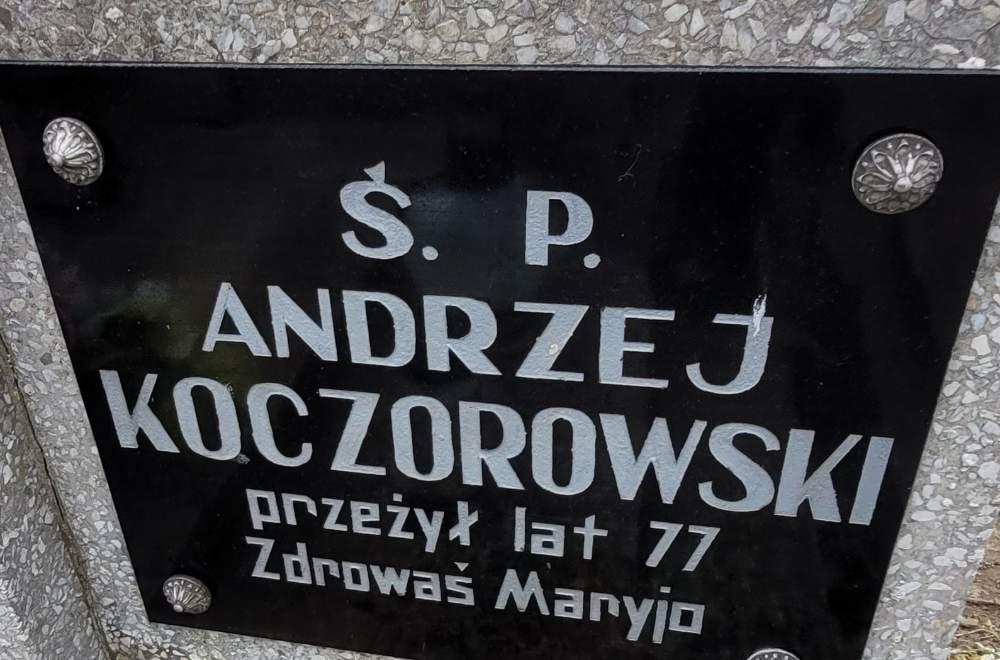 Ś. P.
ANDRZEJ
KOCZOROWSKI
przeżył lat 77
Zdrowaś Maryjo